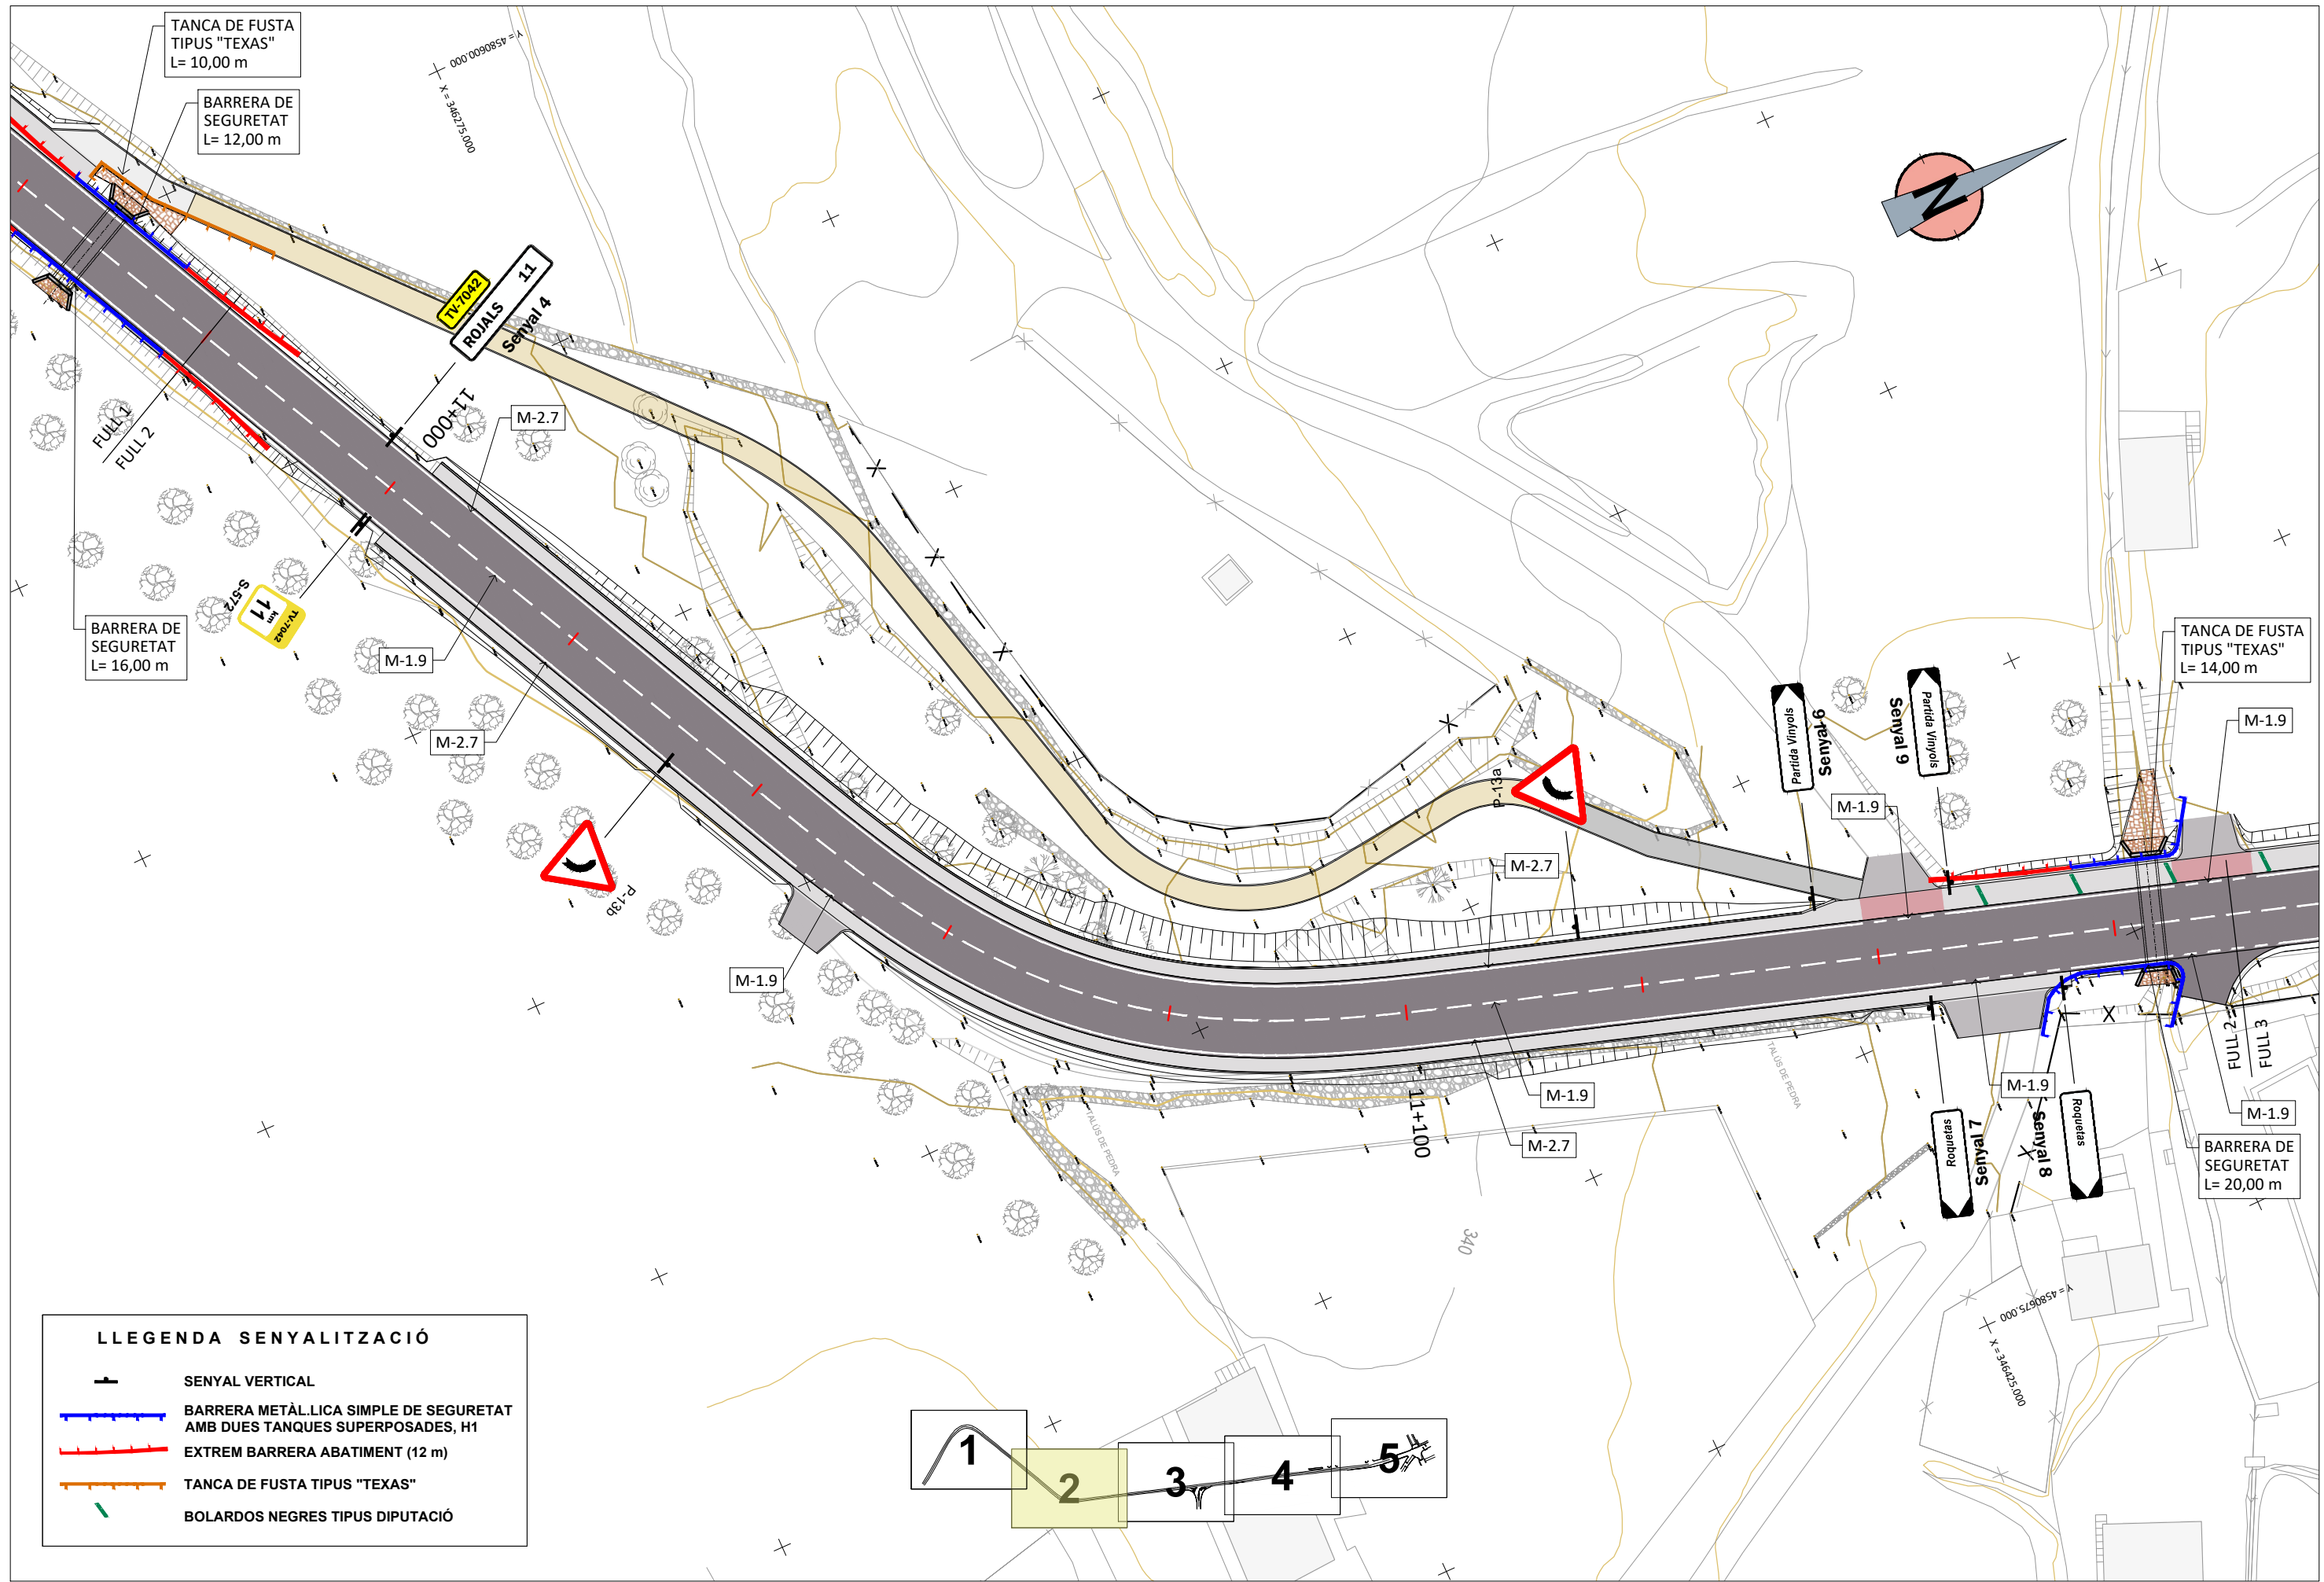 TANCA DE FUSTA
TIPUS "TEXAS"
L= 10,00 m
BARRERA DE
SEGURETAT
L= 12,00 m
Y = 4580600.000
X = 346275.000
N
TV-7042
ROJALS 11
Senyal 4
11+000
M-2.7
FULL 1
FULL 2
S-572
TV-7042
km
11
BARRERA DE
SEGURETAT
L= 16,00 m
M-1.9
M-2.7
P-13b
M-1.9
P-13a
M-2.7
Partida Vinyols
Senyal 6
Senyal 9
Partida Vinyols
M-1.9
TANCA DE FUSTA
TIPUS "TEXAS"
L= 14,00 m
M-1.9
TALÚS DE PEDRA
TALÚS DE PEDRA
11+100
M-1.9
M-2.7
340
Roquetas
Senyal 7
Senyal 8
Roquetas
M-1.9
FULL 2
FULL 3
M-1.9
BARRERA DE
SEGURETAT
L= 20,00 m
Y = 4580675.000
X = 346425.000
LLEGENDA SENYALITZACIÓ
SENYAL VERTICAL
BARRERA METÀL.LICA SIMPLE DE SEGURETAT
AMB DUES TANQUES SUPERPOSADES, H1
EXTREM BARRERA ABATIMENT (12 m)
TANCA DE FUSTA TIPUS "TEXAS"
BOLARDOS NEGRES TIPUS DIPUTACIÓ
1
2
3
4
5